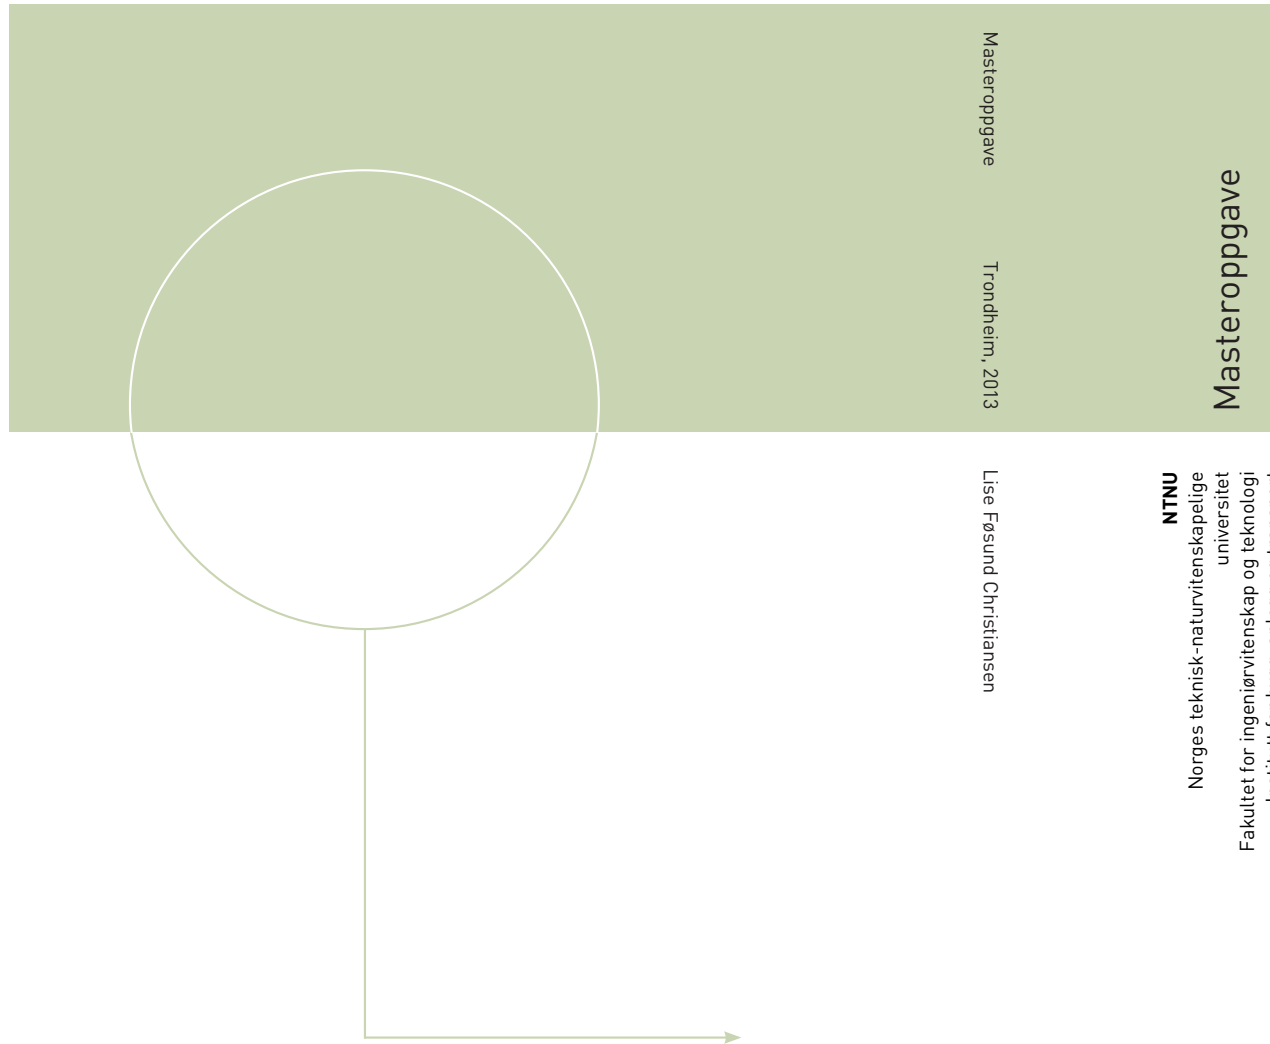 Masteroppgave
Trondheim, 2013
Lise Føsund Christiansen
Masteroppgave
NTNU
Norges teknisk-naturvitenskapelige
universitet
Fakultet for ingeniørvitenskap og teknologi